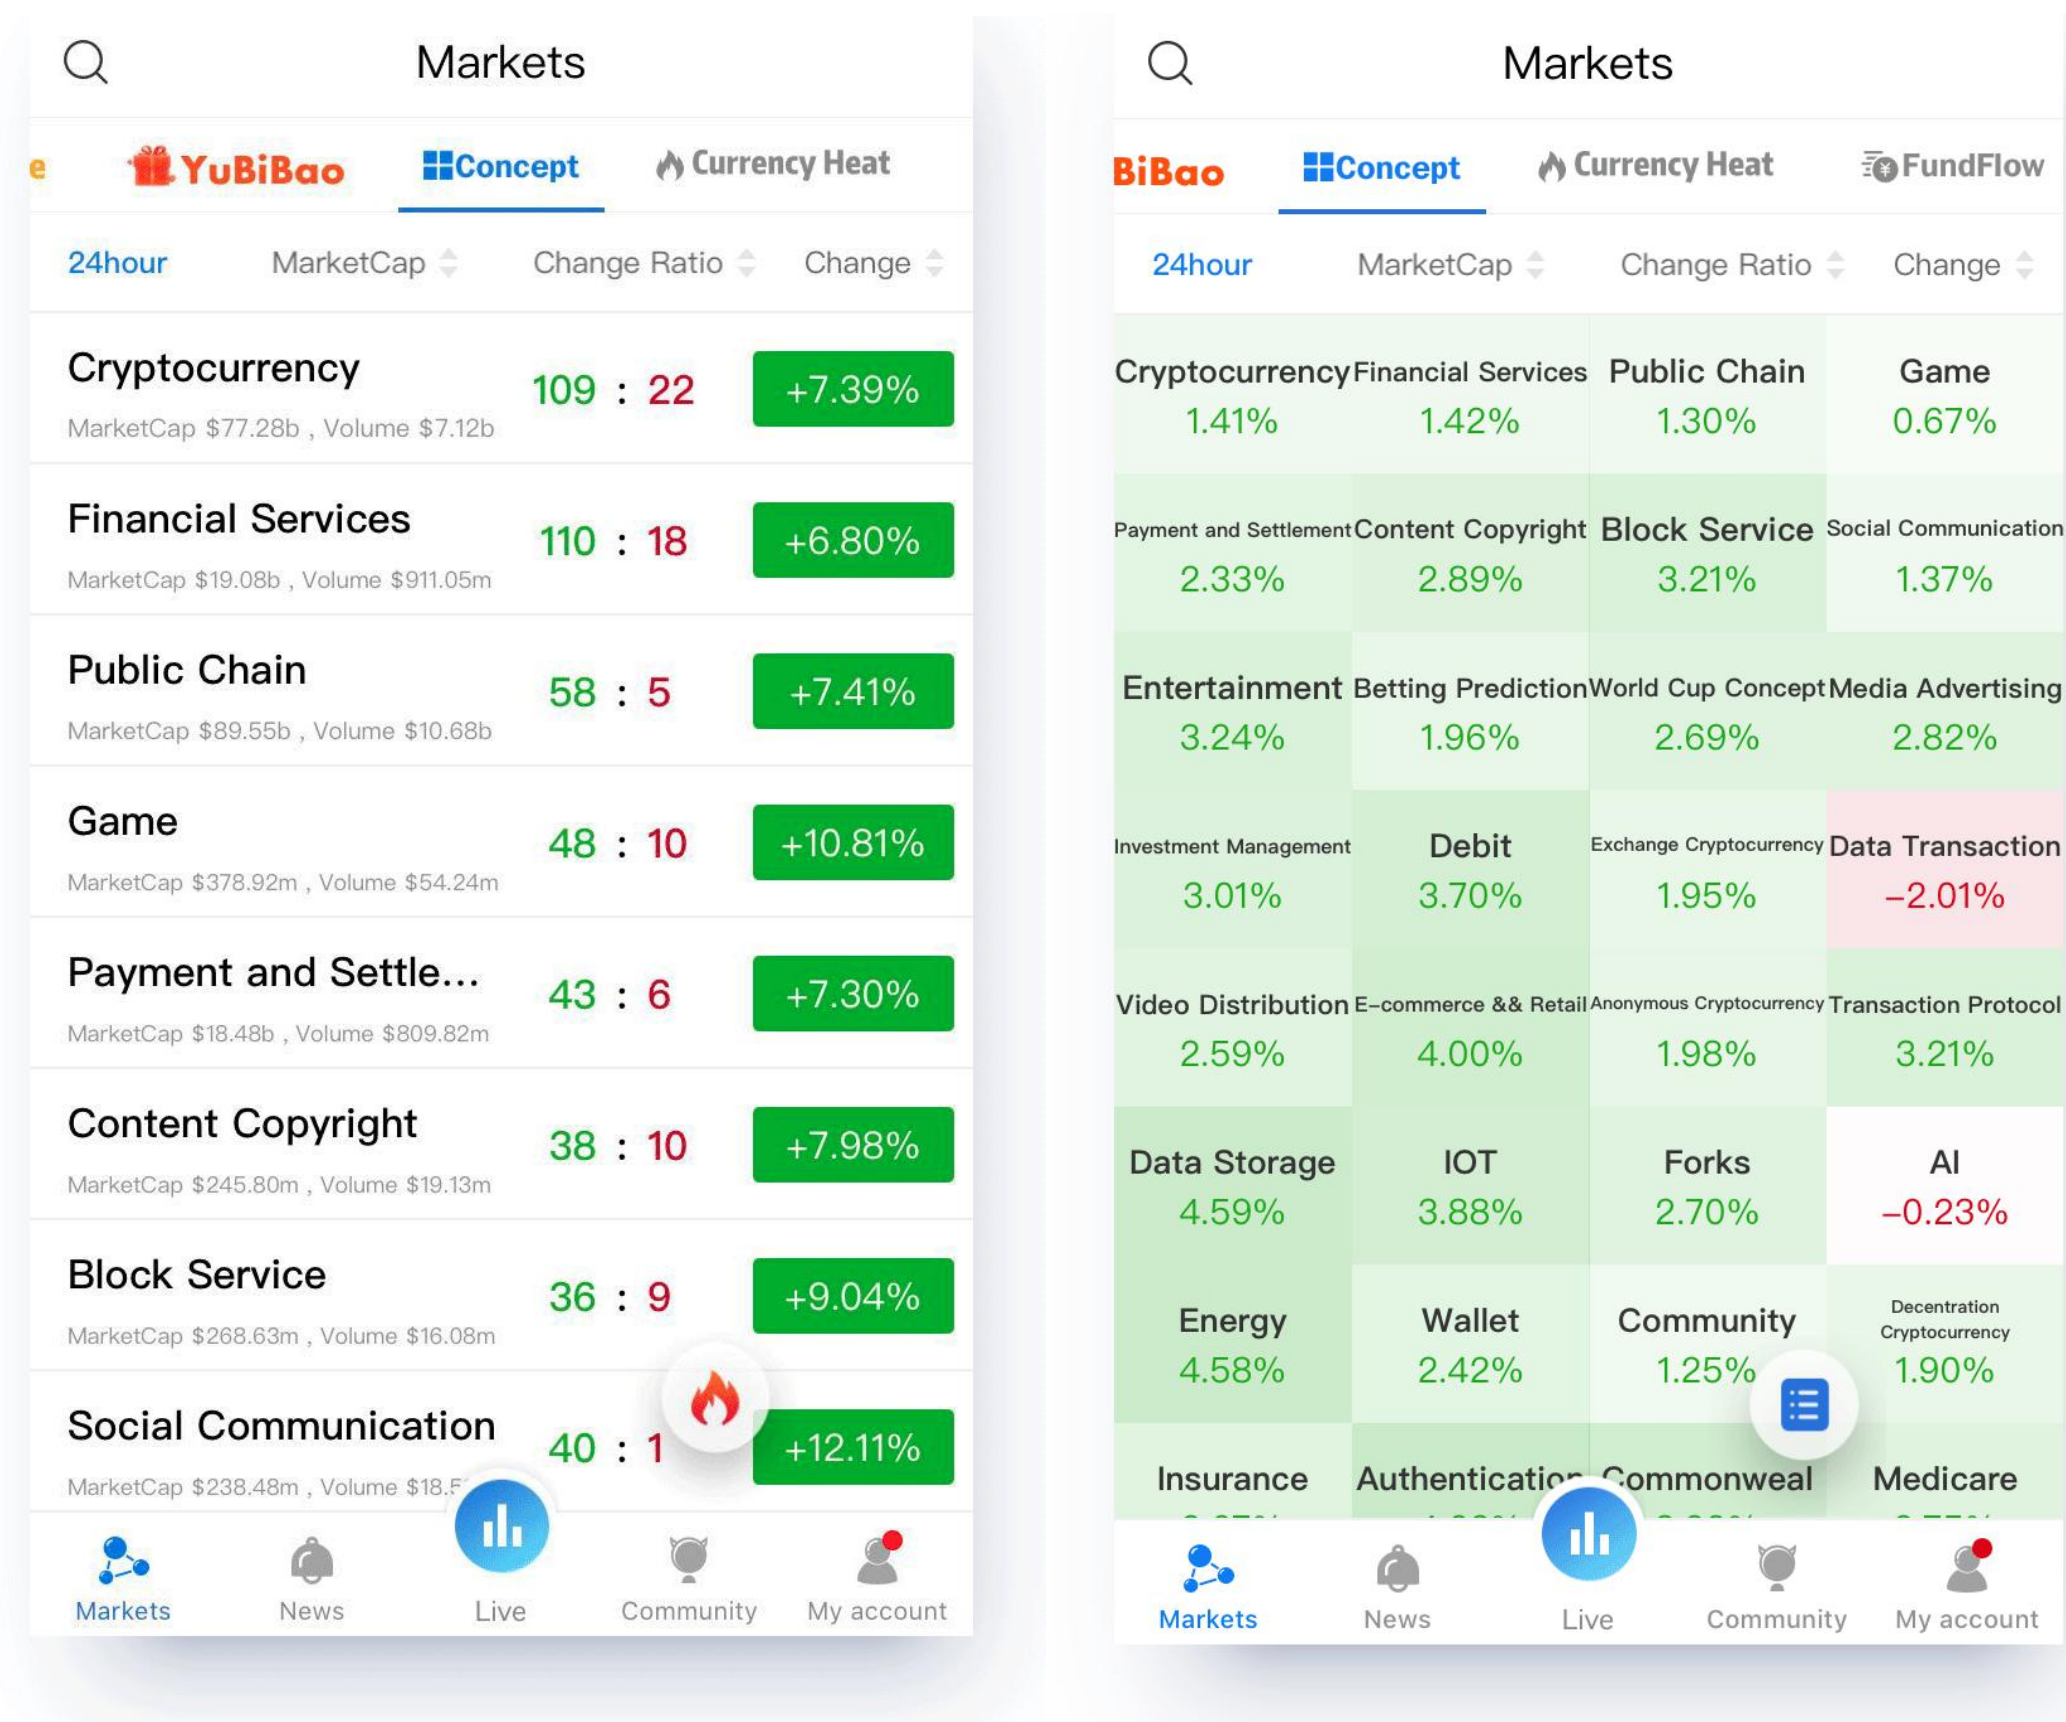 Markets
e
YuBiBao
Concept
Currency Heat
24hour
MarketCap
Change Ratio
Change
Cryptocurrency
109 : 22
+7.39%
MarketCap $77.28b , Volume $7.12b
Financial Services
110 : 18
+6.80%
MarketCap $19.08b , Volume $911.05m
Public Chain
58 : 5
+7.41%
MarketCap $89.55b , Volume $10.68b
Game
48 : 10
+10.81%
MarketCap $378.92m , Volume $54.24m
Payment and Settle...
43 : 6
+7.30%
MarketCap $18.48b , Volume $809.82m
Content Copyright
38 : 10
+7.98%
MarketCap $245.80m , Volume $19.13m
Block Service
36 : 9
+9.04%
MarketCap $268.63m , Volume $16.08m
Social Communication
40 : 1
+12.11%
MarketCap $238.48m , Volume $18.5
Markets
News
Live
Community
My account
Markets
BiBao
Concept
Currency Heat
FundFlow
24hour
MarketCap
Change Ratio
Change
Cryptocurrency
1.41%
Financial Services
1.42%
Public Chain
1.30%
Game
0.67%
Payment and Settlement
2.33%
Content Copyright
2.89%
Block Service
3.21%
Social Communication
1.37%
Entertainment
3.24%
Betting Prediction
1.96%
World Cup Concept
2.69%
Media Advertising
2.82%
Investment Management
3.01%
Debit
3.70%
Exchange Cryptocurrency
1.95%
Data Transaction
–2.01%
Video Distribution
2.59%
E–commerce && Retail
4.00%
Anonymous Cryptocurrency
1.98%
Transaction Protocol
3.21%
Data Storage
4.59%
IOT
3.88%
Forks
2.70%
AI
–0.23%
Energy
4.58%
Wallet
2.42%
Community
1.25%
Decentration
Cryptocurrency
1.90%
Insurance
Authentication
Commonweal
Medicare
Markets
News
Live
Community
My account